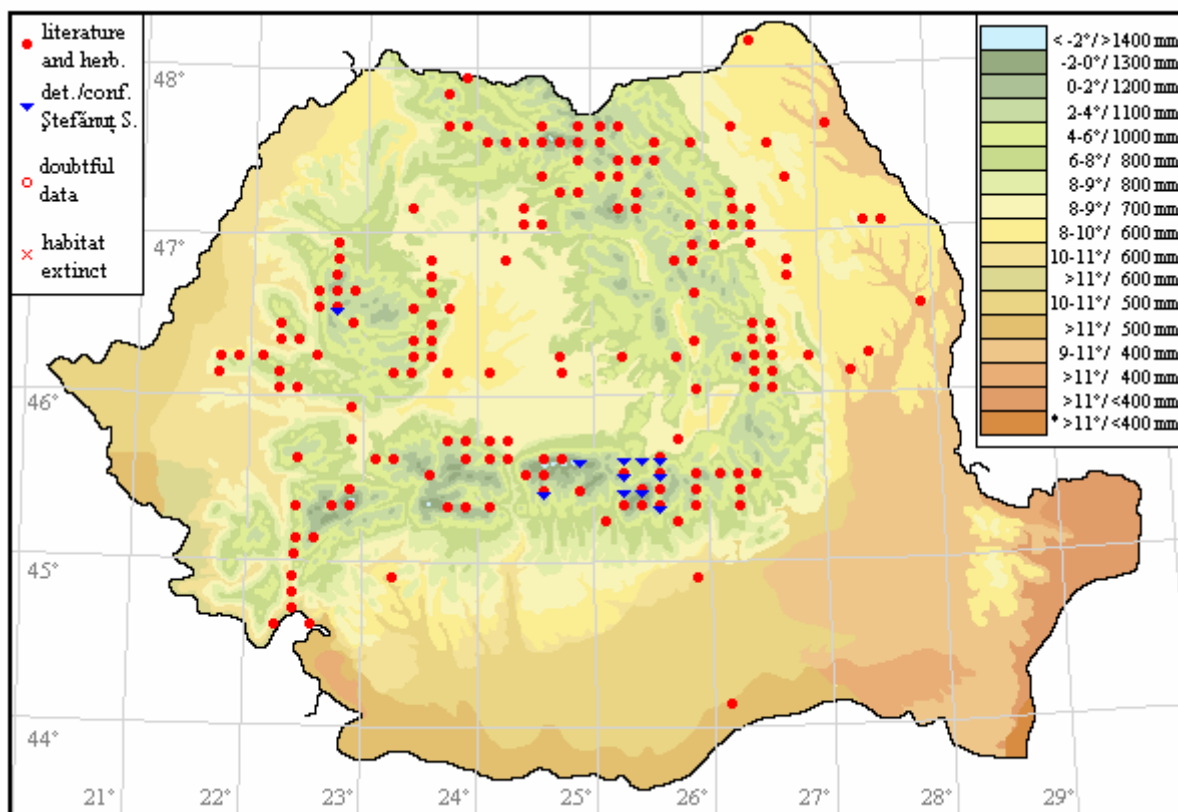 literature
and herb.
det./conf.
Ștefănuț S.
doubtful
data
habitat
extinct
< -2°/ >1400 mm
-2-0°/ 1300 mm
0-2°/ 1200 mm
2-4°/ 1100 mm
4-6°/ 1000 mm
6-8°/ 800 mm
8-9°/ 800 mm
8-9°/ 700 mm
8-10°/ 600 mm
10-11°/ 600 mm
>11°/ 600 mm
10-11°/ 500 mm
>11°/ 500 mm
9-11°/ 400 mm
>11°/ 400 mm
>11°/ <400 mm
* >11°/ <400 mm
48°
47°
46°
45°
44°
21°
22°
23°
24°
25°
26°
27°
28°
29°